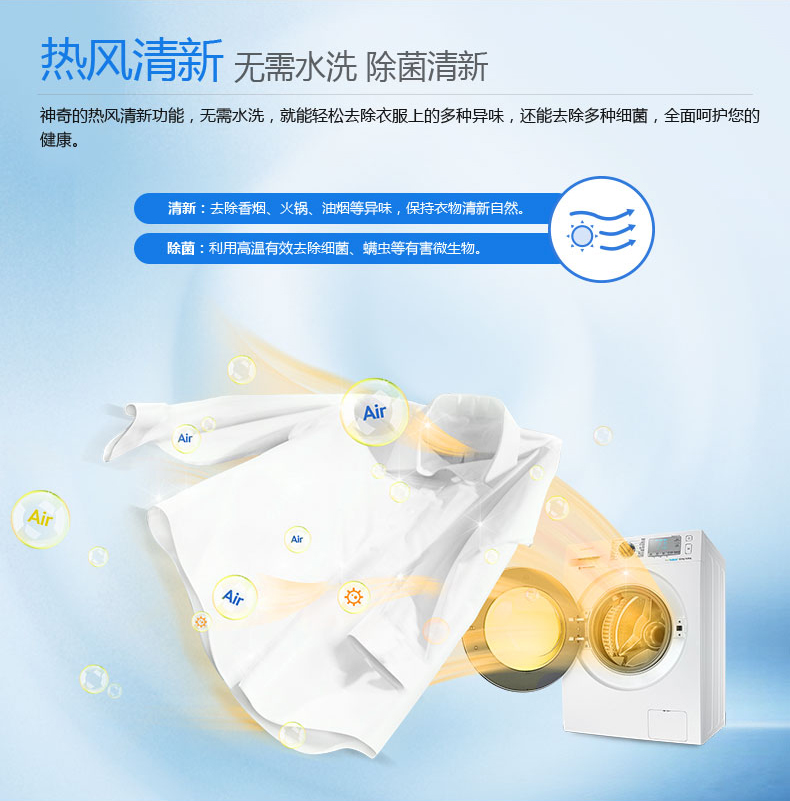 热风清新 无需水洗 除菌清新
神奇的热风清新功能，无需水洗，就能轻松去除衣服上的多种异味，还能去除多种细菌，全面呵护您的
健康。
清新：去除香烟、火锅、油烟等异味，保持衣物清新自然。
除菌：利用高温有效去除细菌、螨虫等有害微生物。
Air
Air
Air
Air
Air